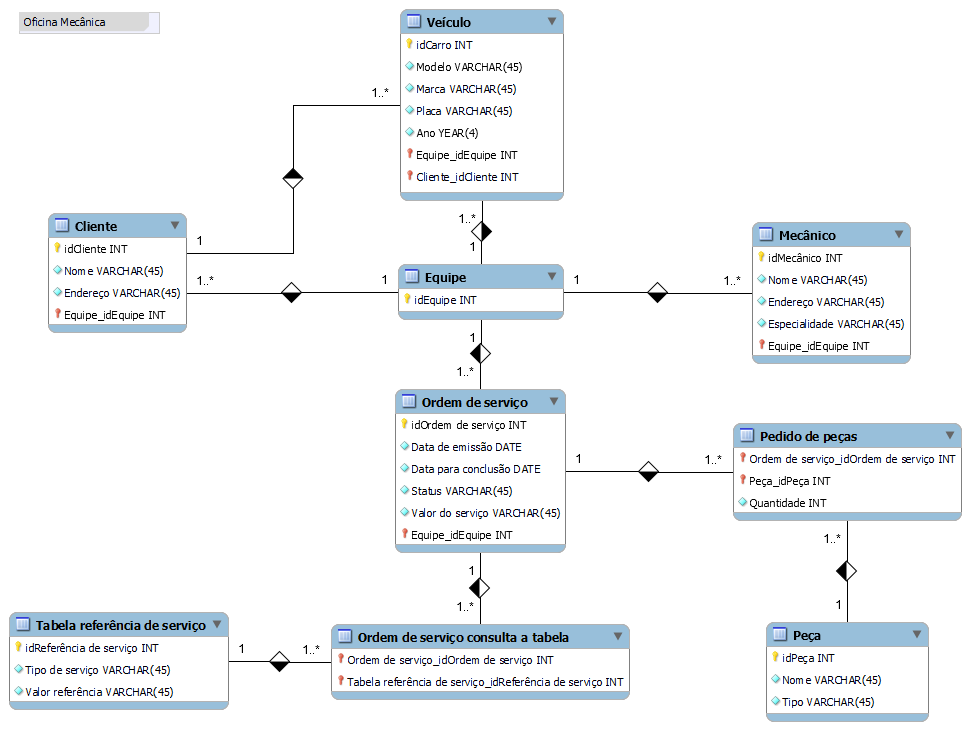 Oficina Mecânica
Veículo
idCarro INT
Modelo VARCHAR(45)
Marca VARCHAR(45)
Placa VARCHAR(45)
Ano YEAR(4)
Equipe_idEquipe INT
Cliente_idCliente INT
1..*
1
1..*
1
Cliente
idCliente INT
Nome VARCHAR(45)
Endereço VARCHAR(45)
Equipe_idEquipe INT
1..*
1
Equipe
idEquipe INT
1
1..*
Mecânico
idMecânico INT
Nome VARCHAR(45)
Endereço VARCHAR(45)
Especialidade VARCHAR(45)
Equipe_idEquipe INT
1
1..*
Ordem de serviço
idOrdem de serviço INT
Data de emissão DATE
Data para conclusão DATE
Status VARCHAR(45)
Valor do serviço VARCHAR(45)
Equipe_idEquipe INT
1
1..*
Pedido de peças
Ordem de serviço_idOrdem de serviço INT
Peça_idPeça INT
Quantidade INT
1..*
1
1
1..*
Tabela referência de serviço
idReferência de serviço INT
Tipo de serviço VARCHAR(45)
Valor referência VARCHAR(45)
1
1..*
Ordem de serviço consulta a tabela
Ordem de serviço_idOrdem de serviço INT
Tabela referência de serviço_idReferência de serviço INT
Peça
idPeça INT
Nome VARCHAR(45)
Tipo VARCHAR(45)